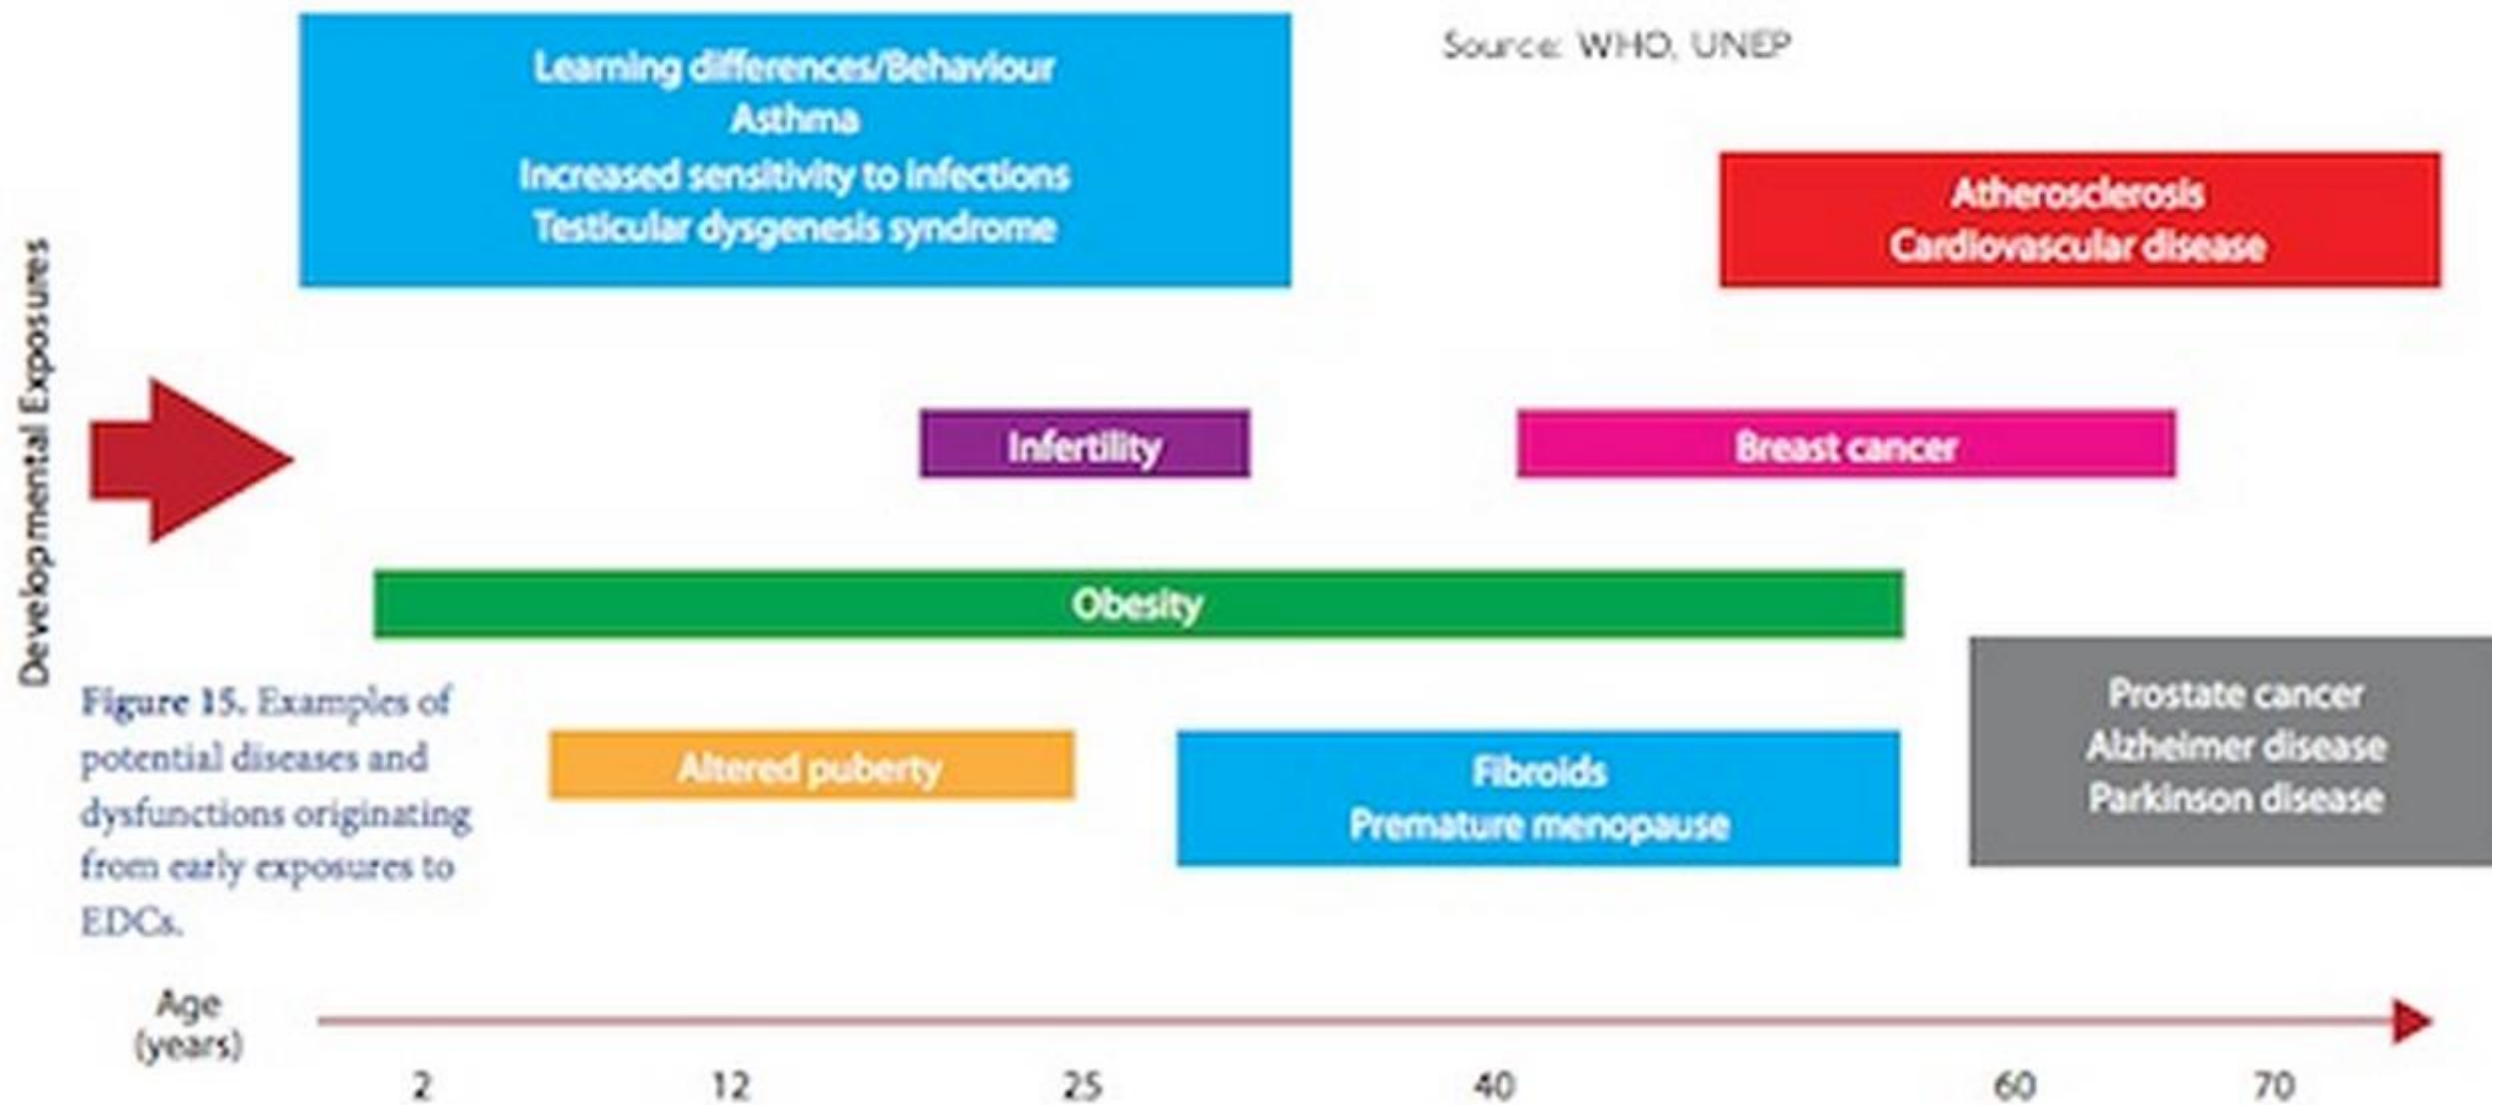 Learning differences/Behaviour
Asthma
Increased sensitivity to infections
Testicular dysgenesis syndrome
Source: WHO, UNEP
Atherosclerosis
Cardiovascular disease
Developmental Exposures
Infertility
Breast cancer
Obesity
Figure 15. Examples of
potential diseases and
dysfunctions originating
from early exposures to
EDCs.
Altered puberty
Fibroids
Premature menopause
Prostate cancer
Alzheimer disease
Parkinson disease
Age
(years)
2 12 25 40 60 70